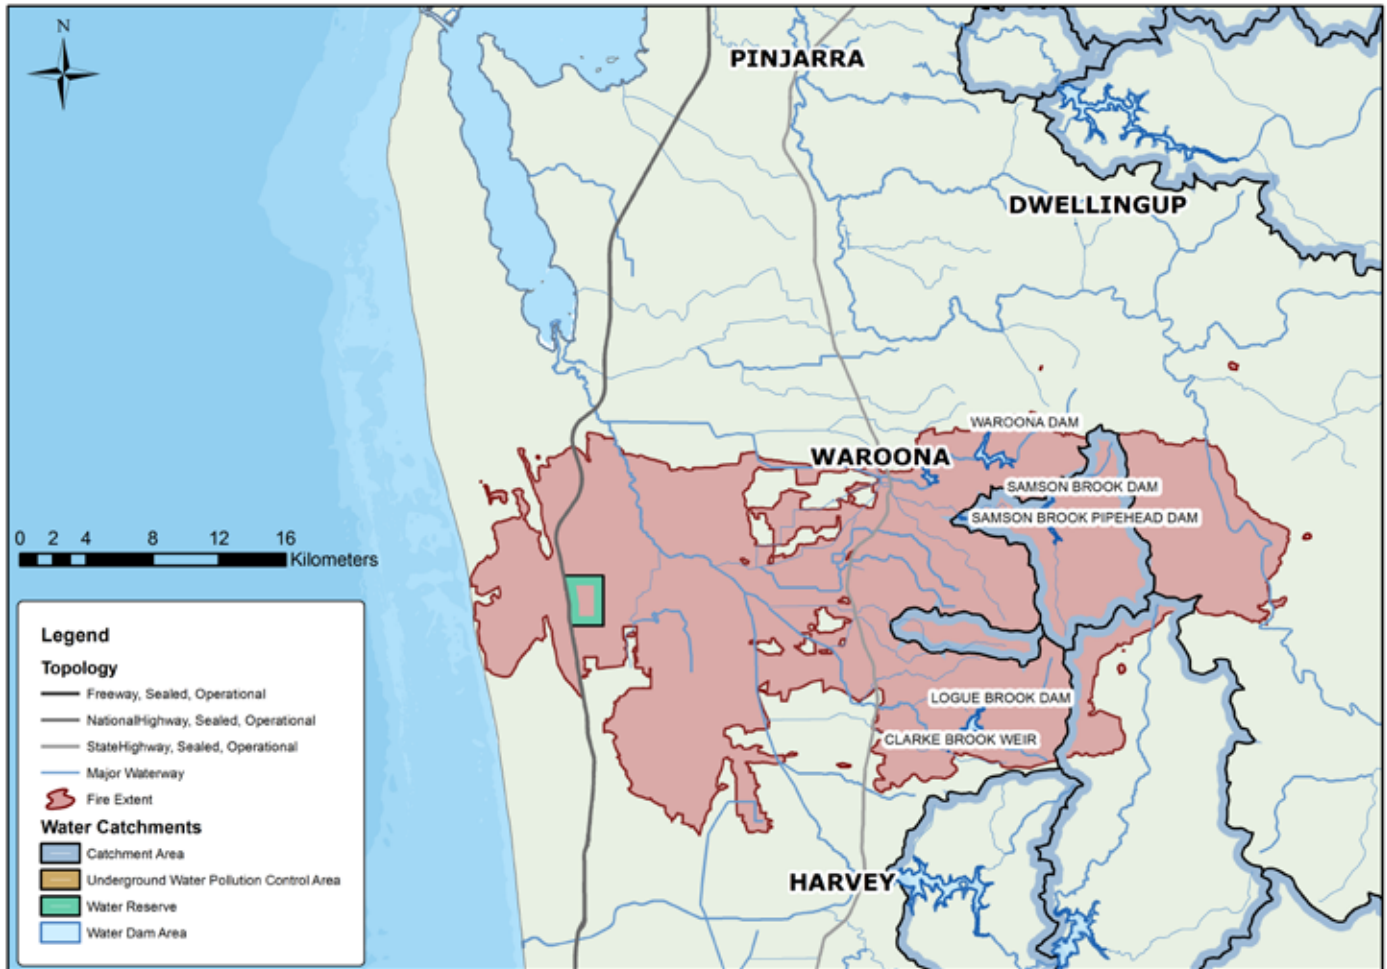 N
PINJARRA
DWELLINGUP
WAROONA DAM
WAROONA
SAMSON BROOK DAM
SAMSON BROOK PIPEHEAD DAM
0 2 4 8 12 16
Kilometers
LOGUE BROOK DAM
CLARKE BROOK WEIR
HARVEY
Legend
Topology
Freeway, Sealed, Operational
NationalHighway, Sealed, Operational
StateHighway, Sealed, Operational
Major Waterway
Fire Extent
Water Catchments
Catchment Area
Underground Water Pollution Control Area
Water Reserve
Water Dam Area